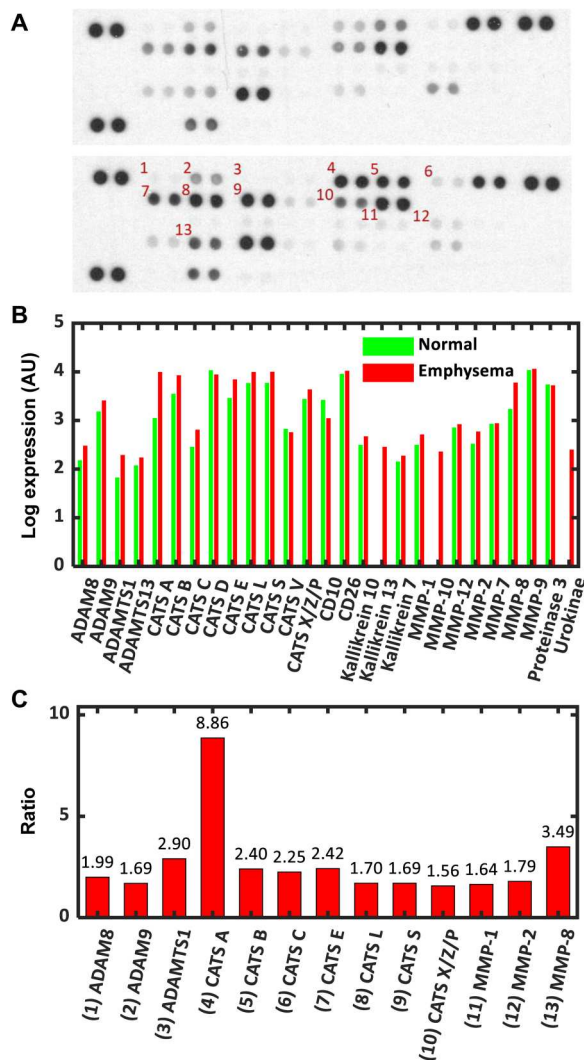 A
1 2 3 4 5 6
7 8 9 10 11 12
13
B
5
4
3
2
1
0
Log expression (AU)
Normal
Emphysema
ADAM8
ADAM9
ADAMTS1
ADAMTS13
CATS A
CATS B
CATS C
CATS D
CATS E
CATS L
CATS S
CATS V
CATS X/Z/P
CD10
CD26
Kallikrein 10
Kallikrein 13
Kallikrein 7
MMP-1
MMP-10
MMP-12
MMP-2
MMP-7
MMP-8
MMP-9
Proteinase 3
Urokinae
C
10
5
0
Ratio
1.99
1.69
2.90
8.86
2.40
2.25
2.42
1.70
1.69
1.56
1.64
1.79
3.49
(1) ADAM8
(2) ADAM9
(3) ADAMTS1
(4) CATS A
(5) CATS B
(6) CATS C
(7) CATS E
(8) CATS L
(9) CATS S
(10) CATS X/Z/P
(11) MMP-1
(12) MMP-2
(13) MMP-8